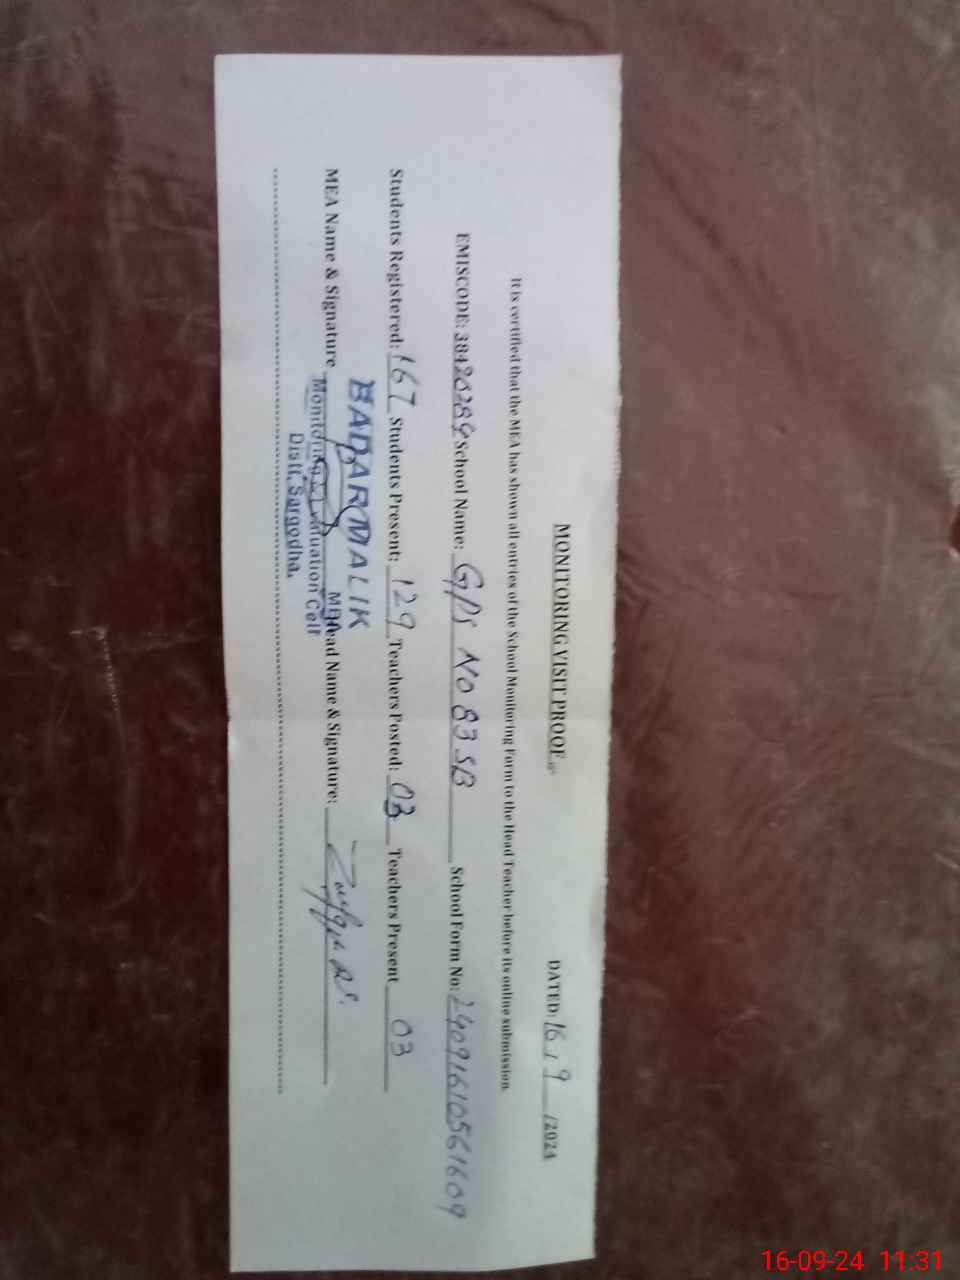 MONITORING VISIT PROOF
DATED: 16 / 9 /2024
It is certified that the MEA has shown all entries of the School Monitoring Form to the Head Teacher before its online submission.
EMISCODE: 38420289 School Name: GPS NO 83 SB School Form No: 24091610561609
Students Registered: 167 Students Present: 129 Teachers Posted: 03 Teachers Present 03
MEA Name & Signature Head Name & Signature:
BADAR MALIK
MEA
Monitoring Evaluation Cell
Distt. Sargodha.
16-09-24 11:31